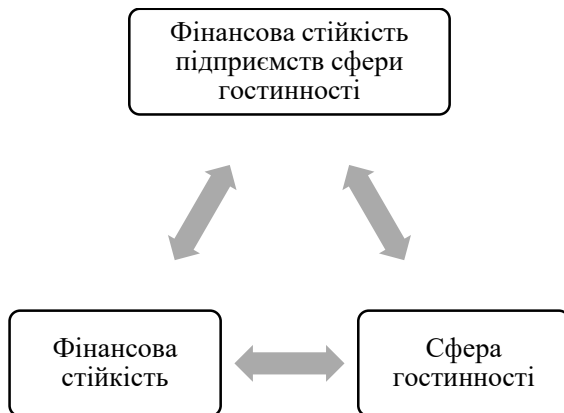 Фінансова стійкість
підприємств сфери
гостинності
Фінансова
стійкість
Сфера
гостинності